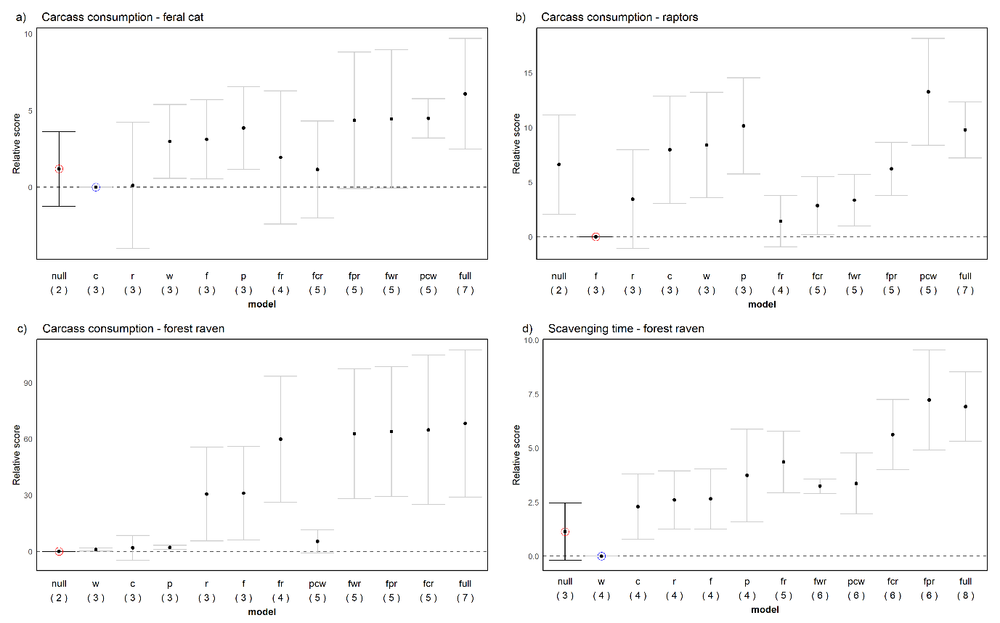 a) Carcass consumption - feral cat
10
5
0
Relative score
null c r w f p fr fcr fpr fwr pcw full
( 2 ) ( 3 ) ( 3 ) ( 3 ) ( 3 ) ( 3 ) ( 4 ) ( 5 ) ( 5 ) ( 5 ) ( 5 ) ( 7 )
model
b) Carcass consumption - raptors
15
10
5
0
Relative score
null f r c w p fr fcr fwr fpr pcw full
( 2 ) ( 3 ) ( 3 ) ( 3 ) ( 3 ) ( 3 ) ( 4 ) ( 5 ) ( 5 ) ( 5 ) ( 5 ) ( 7 )
model
c) Carcass consumption - forest raven
90
60
30
0
Relative score
null w c p r f fr pcw fwr fpr fcr full
( 2 ) ( 3 ) ( 3 ) ( 3 ) ( 3 ) ( 3 ) ( 4 ) ( 5 ) ( 5 ) ( 5 ) ( 5 ) ( 7 )
model
d) Scavenging time - forest raven
10.0
7.5
5.0
2.5
0.0
Relative score
null w c r f p fr fwr pcw fcr fpr full
( 3 ) ( 4 ) ( 4 ) ( 4 ) ( 4 ) ( 4 ) ( 5 ) ( 6 ) ( 6 ) ( 6 ) ( 6 ) ( 8 )
model